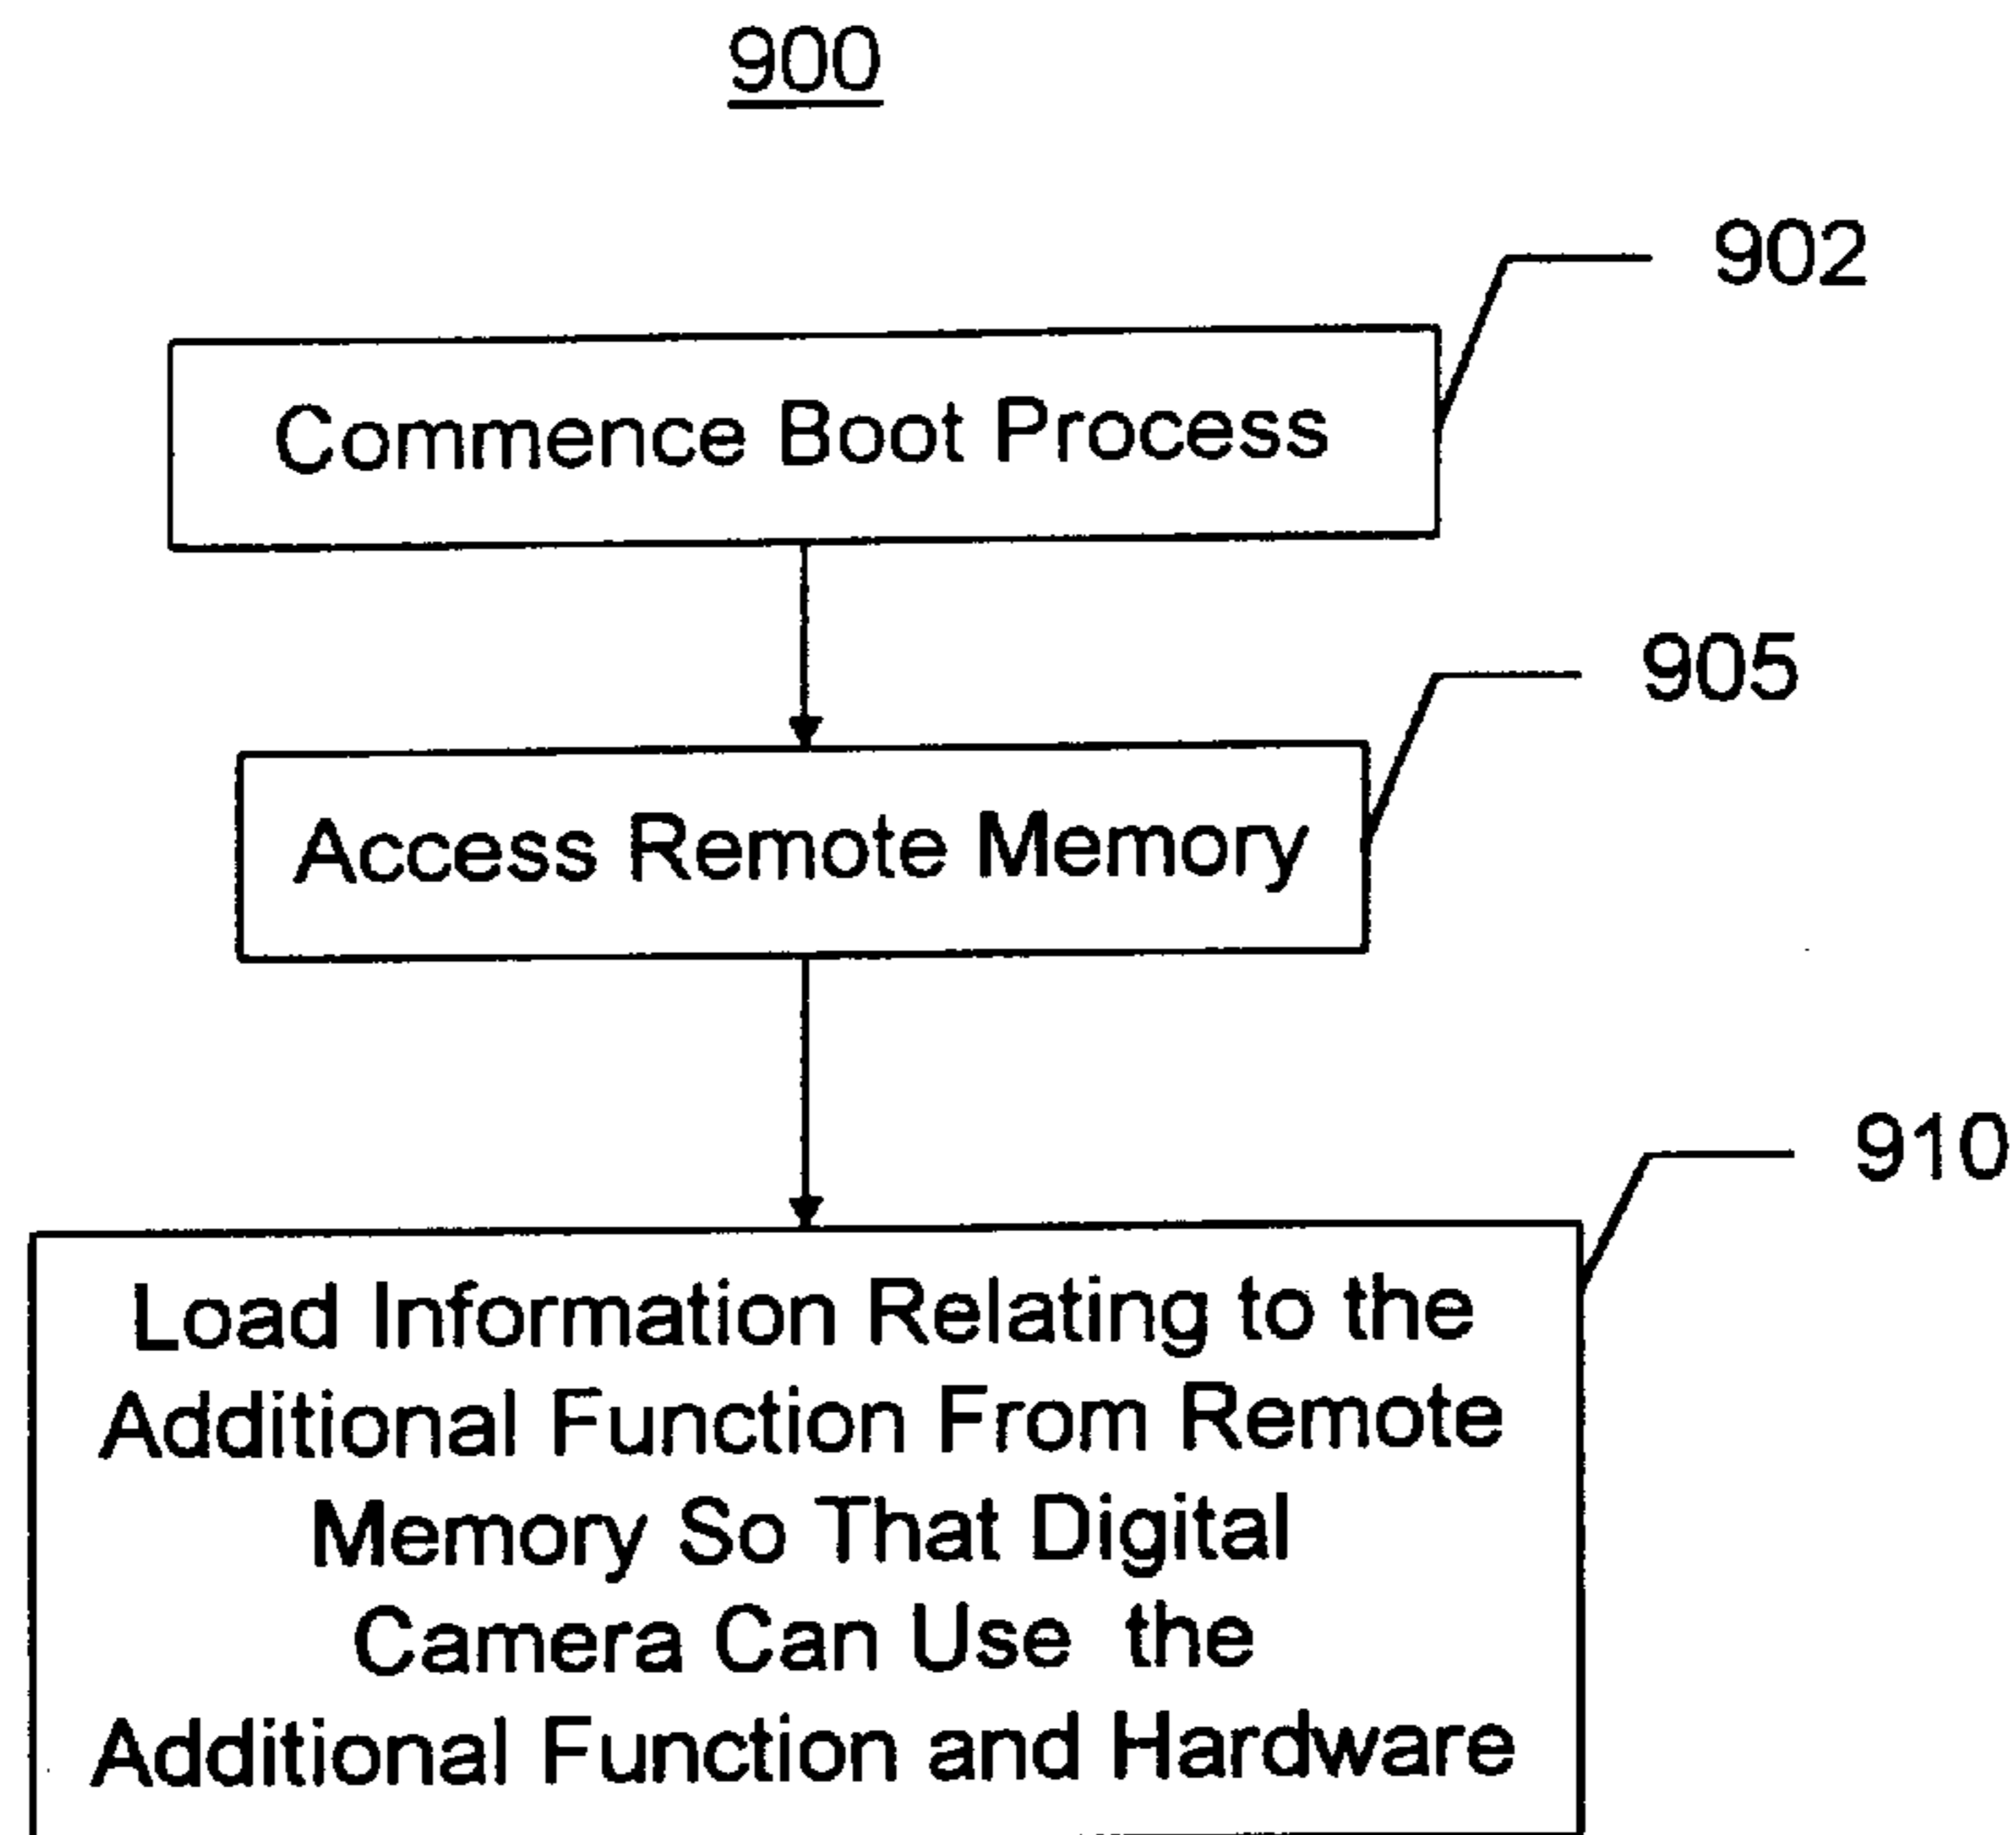 900
902
Commence Boot Process
905
Access Remote Memory
910
Load Information Relating to the
Additional Function From Remote
Memory So That Digital
Camera Can Use the
Additional Function and Hardware